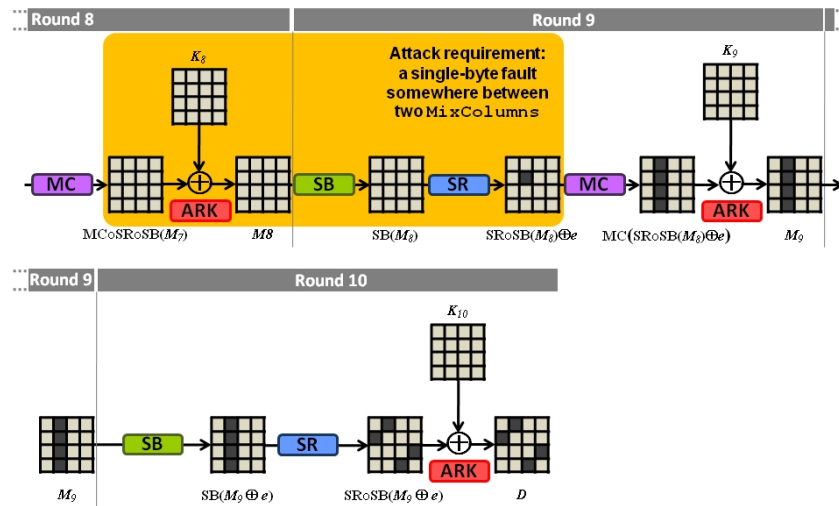 Round 8
Round 9
K8
Attack requirement:
a single-byte fault
somewhere between
two MixColumns
K9
MC
SB
SR
MC
ARK
ARK
MC∘SR∘SB(M7)
M8
SB(M8)
SR∘SB(M8)⊕e
MC(SR∘SB(M8)⊕e)
M9
Round 9
Round 10
K10
SB
SR
ARK
M9
SB(M9 ⊕ e)
SR∘SB(M9 ⊕ e)
D